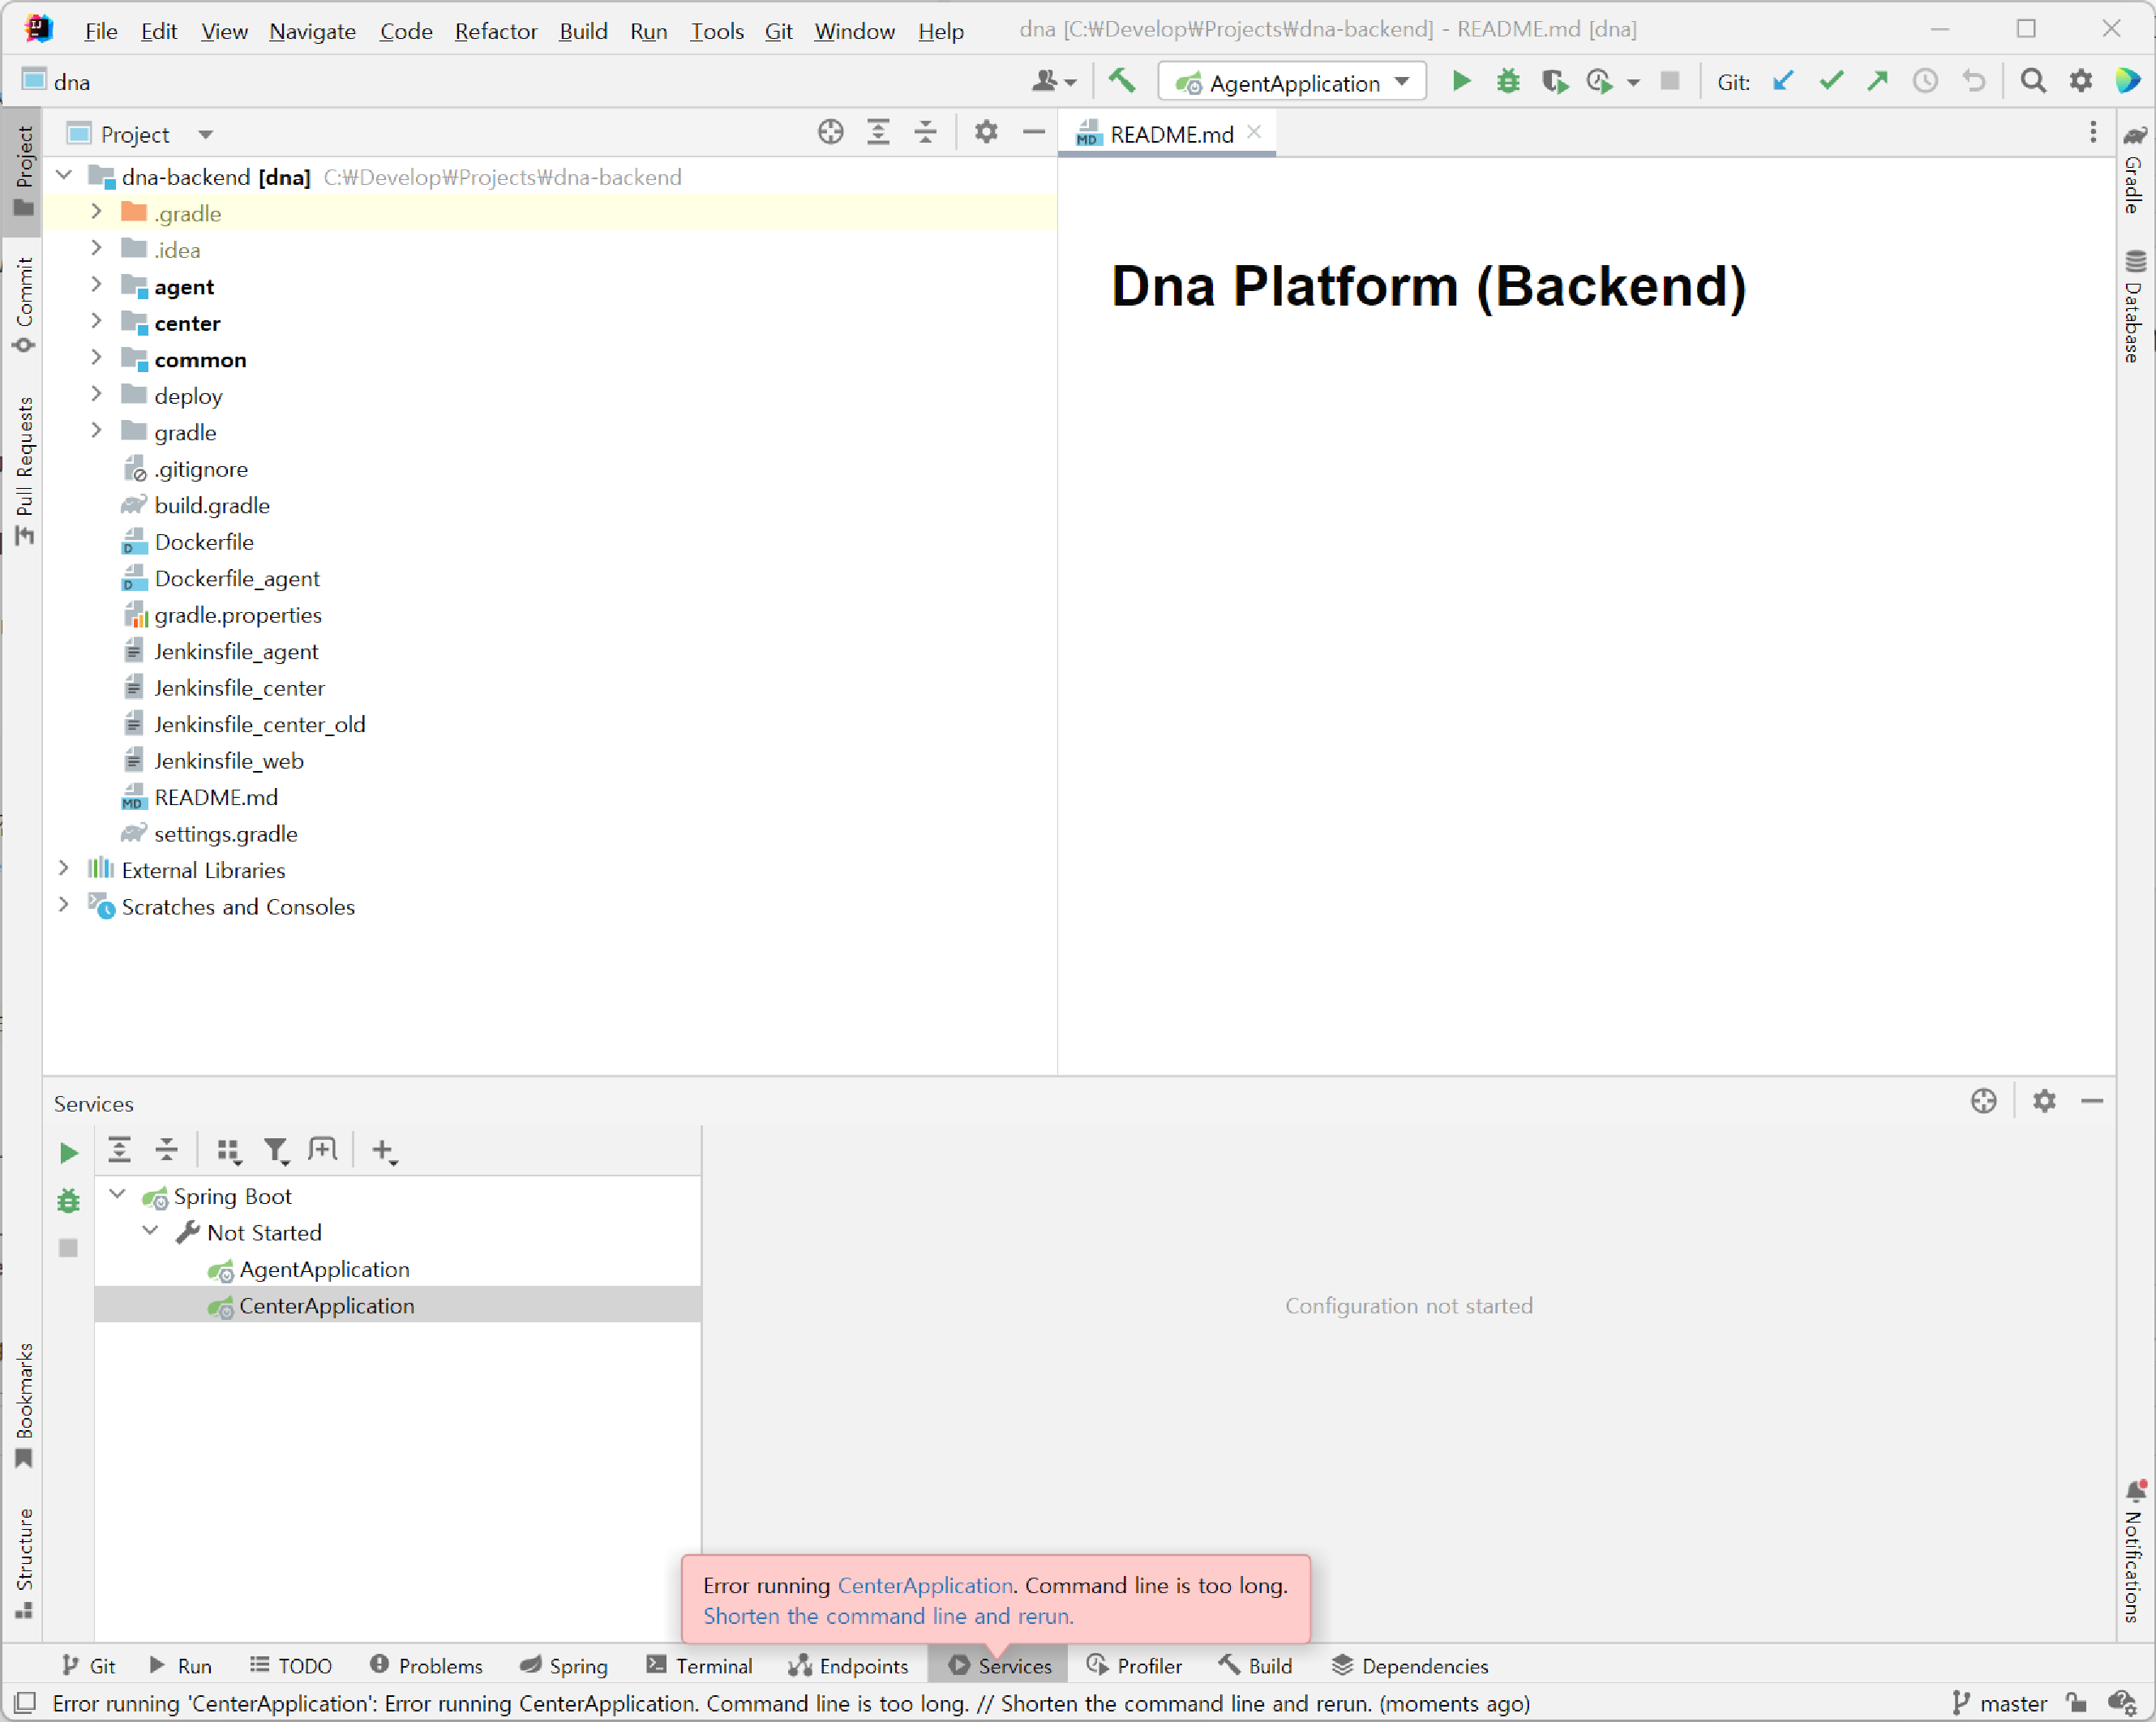 File Edit View Navigate Code Refactor Build Run Tools Git Window Help dna [C:₩Develop₩Projects₩dna-backend] - README.md [dna]
dna AgentApplication Git:
Project README.md
dna-backend [dna] C:₩Develop₩Projects₩dna-backend
.gradle
.idea
agent
center
common
deploy
gradle
.gitignore
build.gradle
Dockerfile
Dockerfile_agent
gradle.properties
Jenkinsfile_agent
Jenkinsfile_center
Jenkinsfile_center_old
Jenkinsfile_web
README.md
settings.gradle
External Libraries
Scratches and Consoles
Dna Platform (Backend)
Project
Commit
Pull Requests
Bookmarks
Structure
Gradle
Database
Notifications
Services
Spring Boot
Not Started
AgentApplication
CenterApplication
Configuration not started
Error running CenterApplication. Command line is too long.
Shorten the command line and rerun.
Git Run TODO Problems Spring Terminal Endpoints Services Profiler Build Dependencies
Error running 'CenterApplication': Error running CenterApplication. Command line is too long. // Shorten the command line and rerun. (moments ago) master